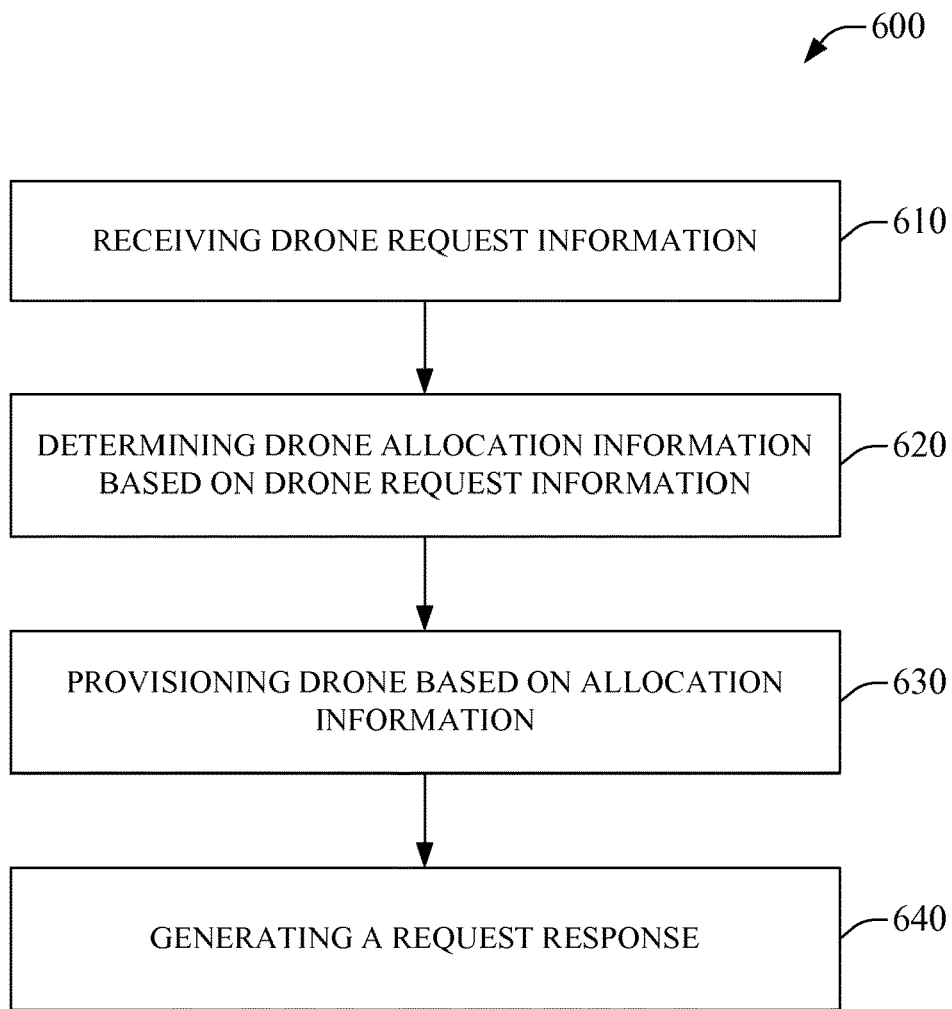 600
RECEIVING DRONE REQUEST INFORMATION
610
DETERMINING DRONE ALLOCATION INFORMATION
BASED ON DRONE REQUEST INFORMATION
620
PROVISIONING DRONE BASED ON ALLOCATION
INFORMATION
630
GENERATING A REQUEST RESPONSE
640